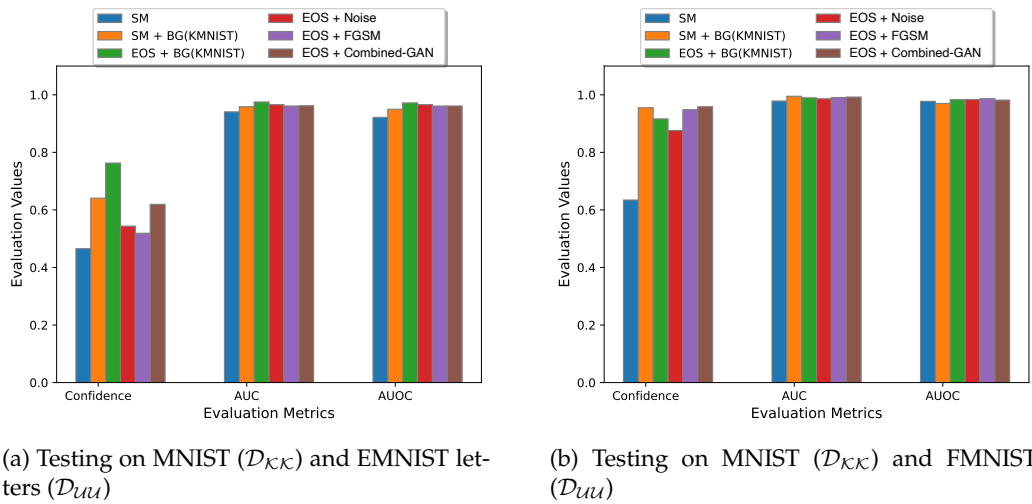 SM
SM + BG(KMNIST)
EOS + BG(KMNIST)
EOS + Noise
EOS + FGSM
EOS + Combined-GAN
Evaluation Values
1.0
0.8
0.6
0.4
0.2
0.0
Confidence AUC AUOC
Evaluation Metrics
(a) Testing on MNIST (𝒟𝒦𝒦) and EMNIST let-
ters (𝒟𝒰𝒰)
SM
SM + BG(KMNIST)
EOS + BG(KMNIST)
EOS + Noise
EOS + FGSM
EOS + Combined-GAN
Evaluation Values
1.0
0.8
0.6
0.4
0.2
0.0
Confidence AUC AUOC
Evaluation Metrics
(b) Testing on MNIST (𝒟𝒦𝒦) and FMNIST
(𝒟𝒰𝒰)